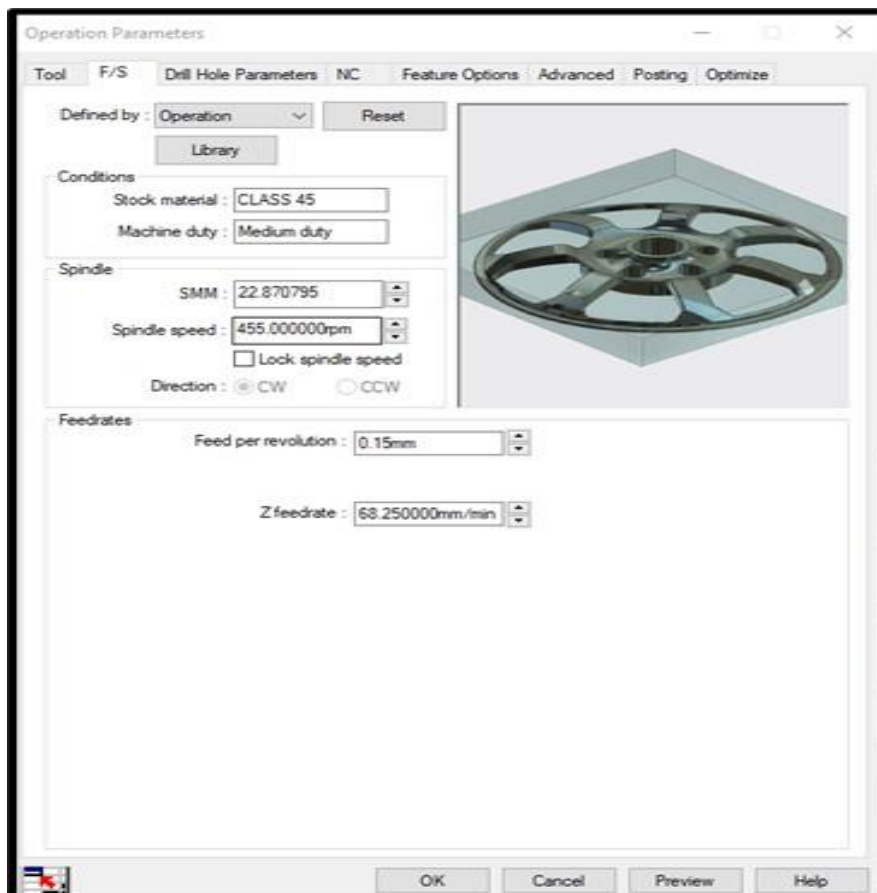 Operation Parameters
Tool F/S Drill Hole Parameters NC Feature Options Advanced Posting Optimize
Defined by : Operation Reset
Library
Conditions
Stock material : CLASS 45
Machine duty : Medium duty
Spindle
SMM : 22.870795
Spindle speed : 455.000000rpm
Lock spindle speed
Direction : CW CCW
Feedrates
Feed per revolution : 0.15mm
Z feedrate : 68.250000mm/min
OK Cancel Preview Help